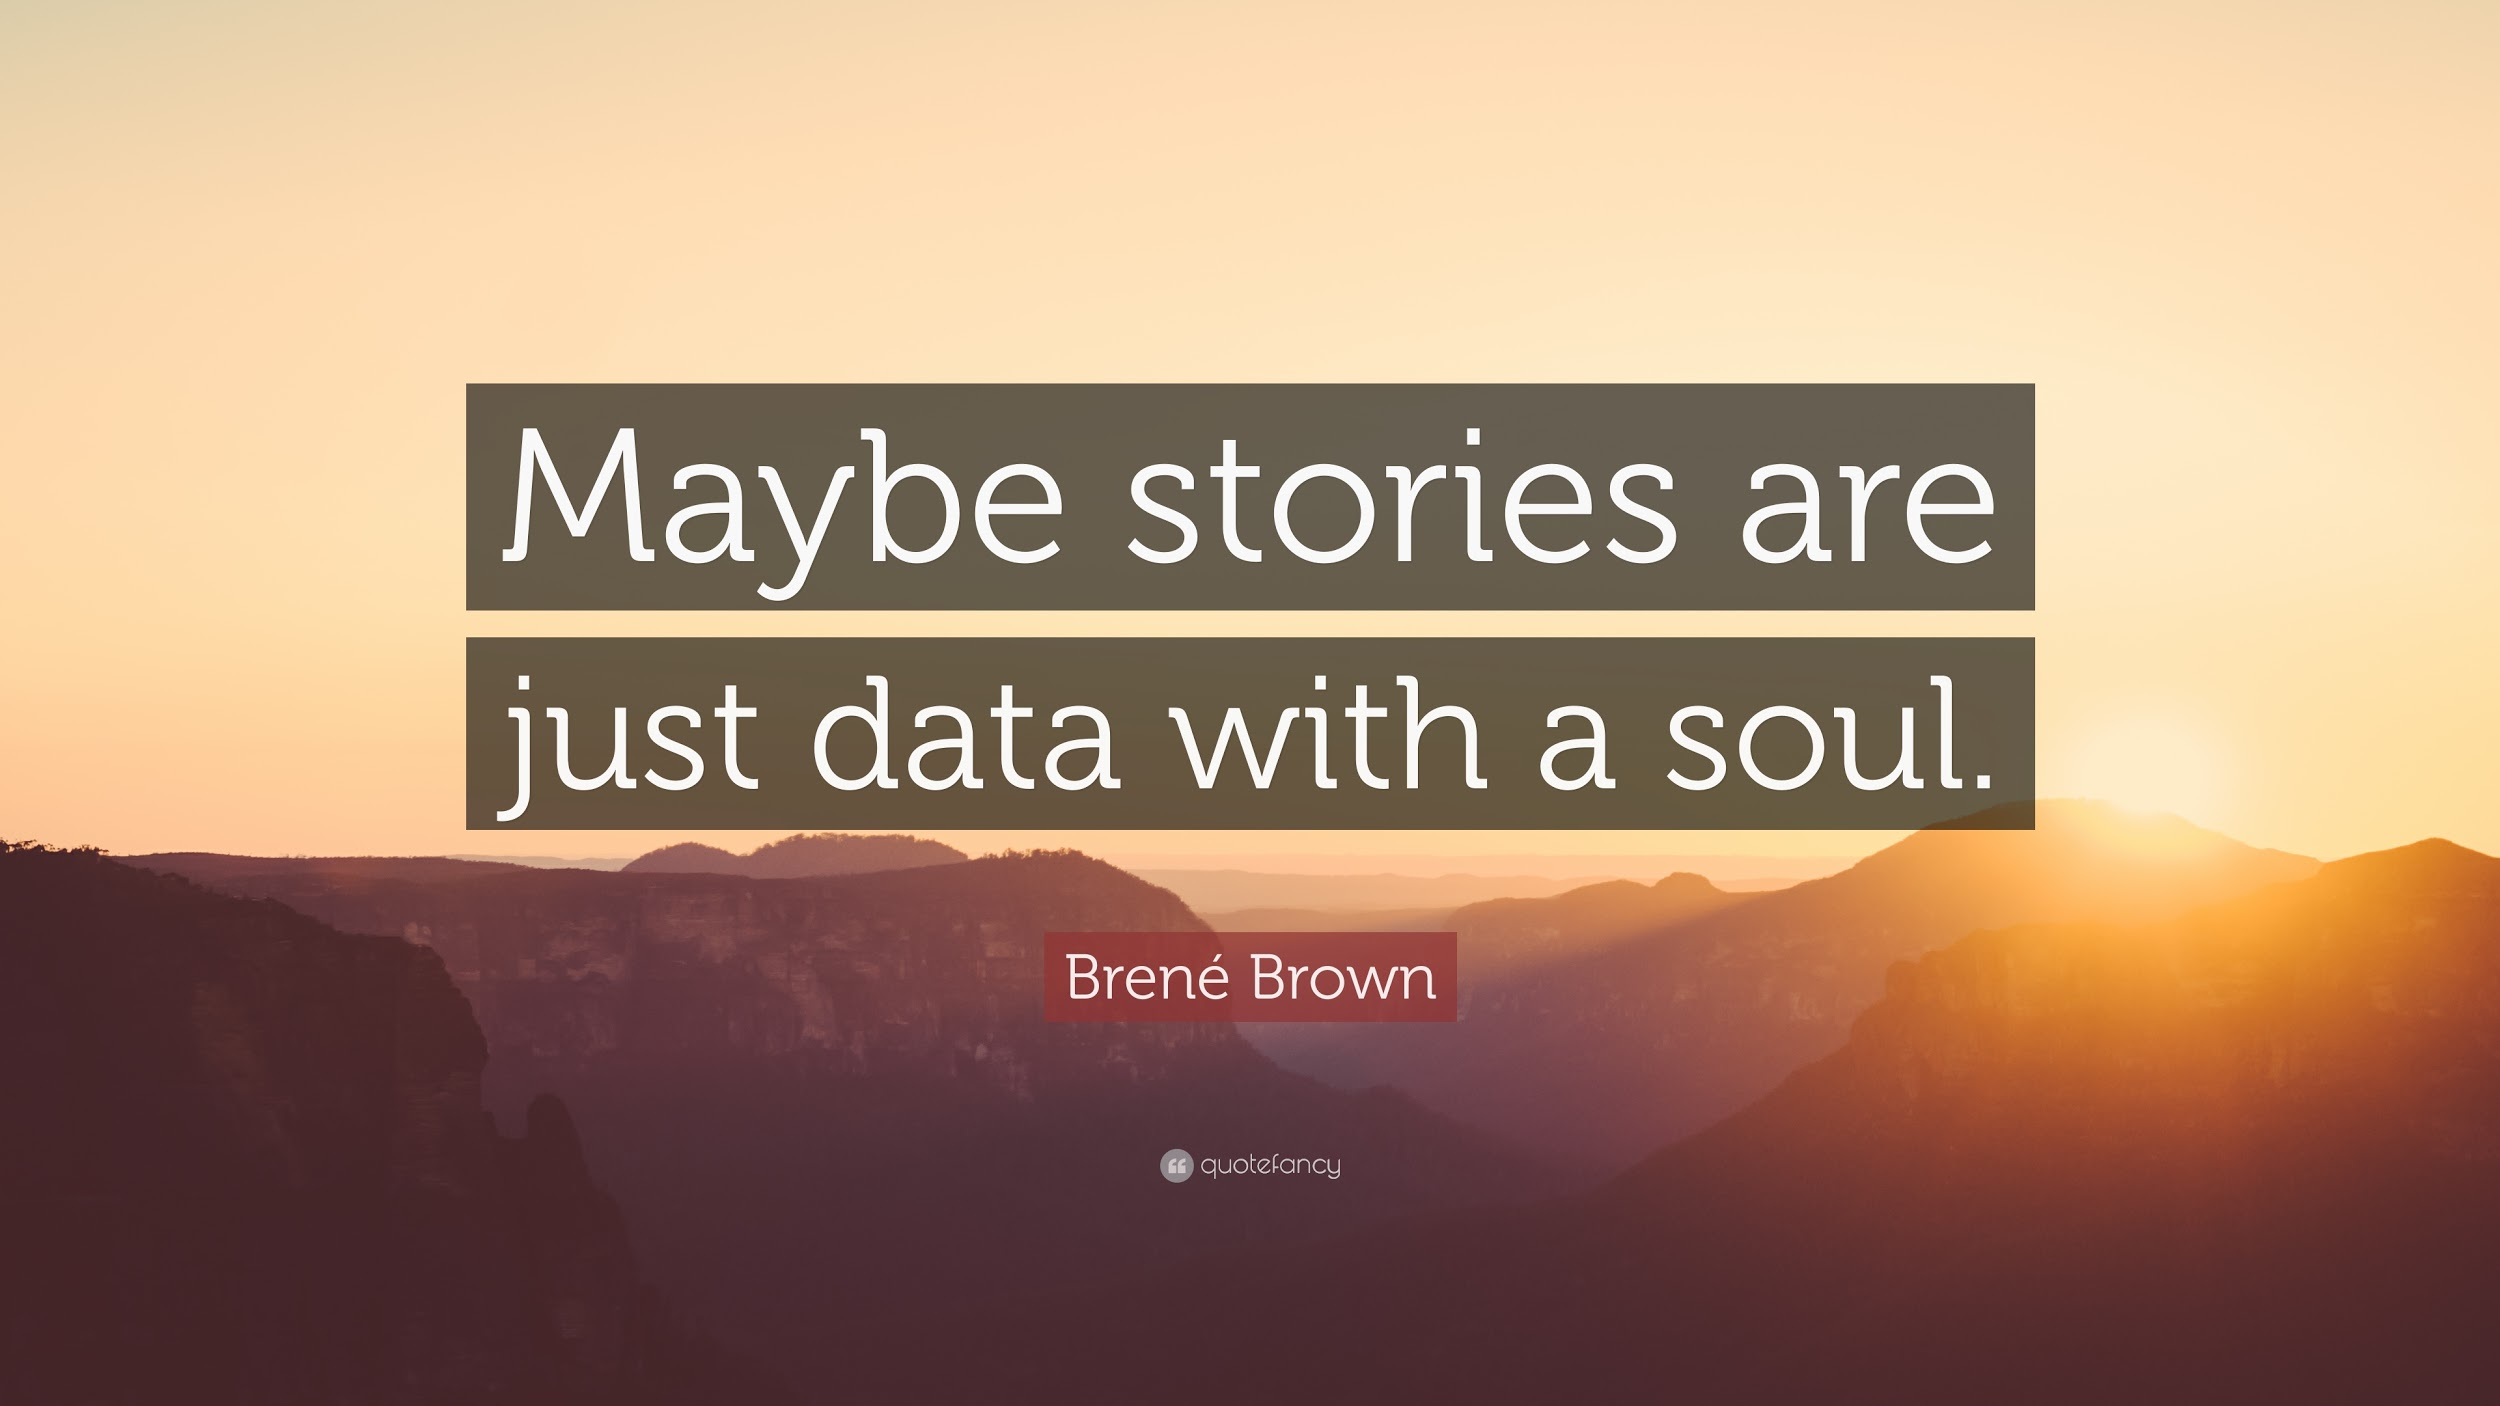 Maybe stories are
just data with a soul.
Brené Brown
quotefancy